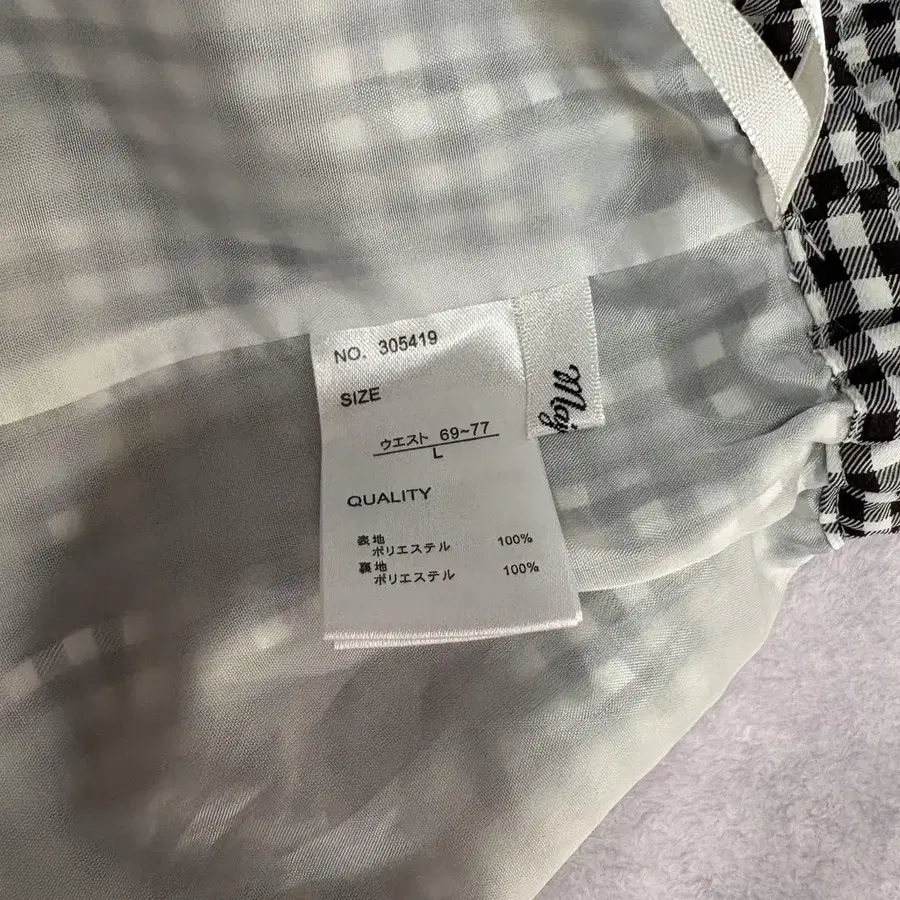 NO. 305419
SIZE
ウエスト 69~77
L
QUALITY
表地
ポリエステル 100%
裏地
ポリエステル 100%